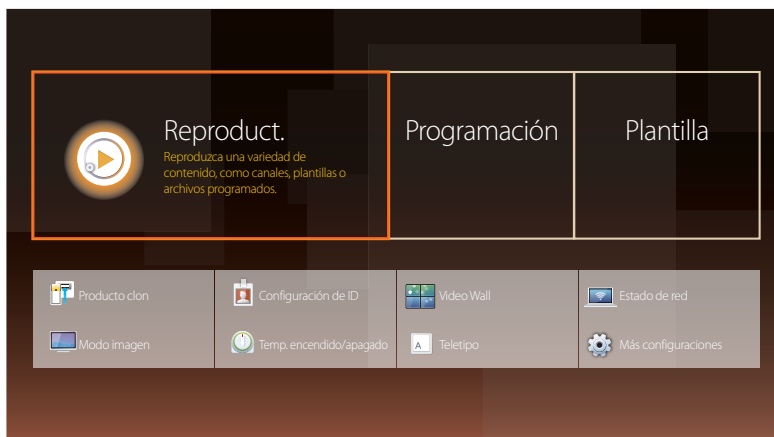 Reproduct.
Reproduzca una variedad de
contenido, como canales, plantillas o
archivos programados.
Programación
Plantilla
Producto clon
Configuración de ID
Video Wall
Estado de red
Modo imagen
Temp. encendido/apagado
A
Teletipo
Más configuraciones